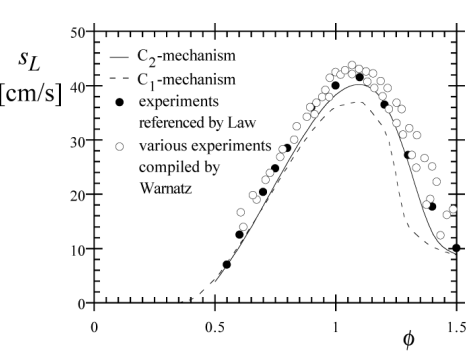 50
s_L
[cm/s]
40
30
20
10
0
C₂-mechanism
C₁-mechanism
experiments
referenced by Law
various experiments
compiled by
Warnatz
0
0.5
1
1.5
ϕ